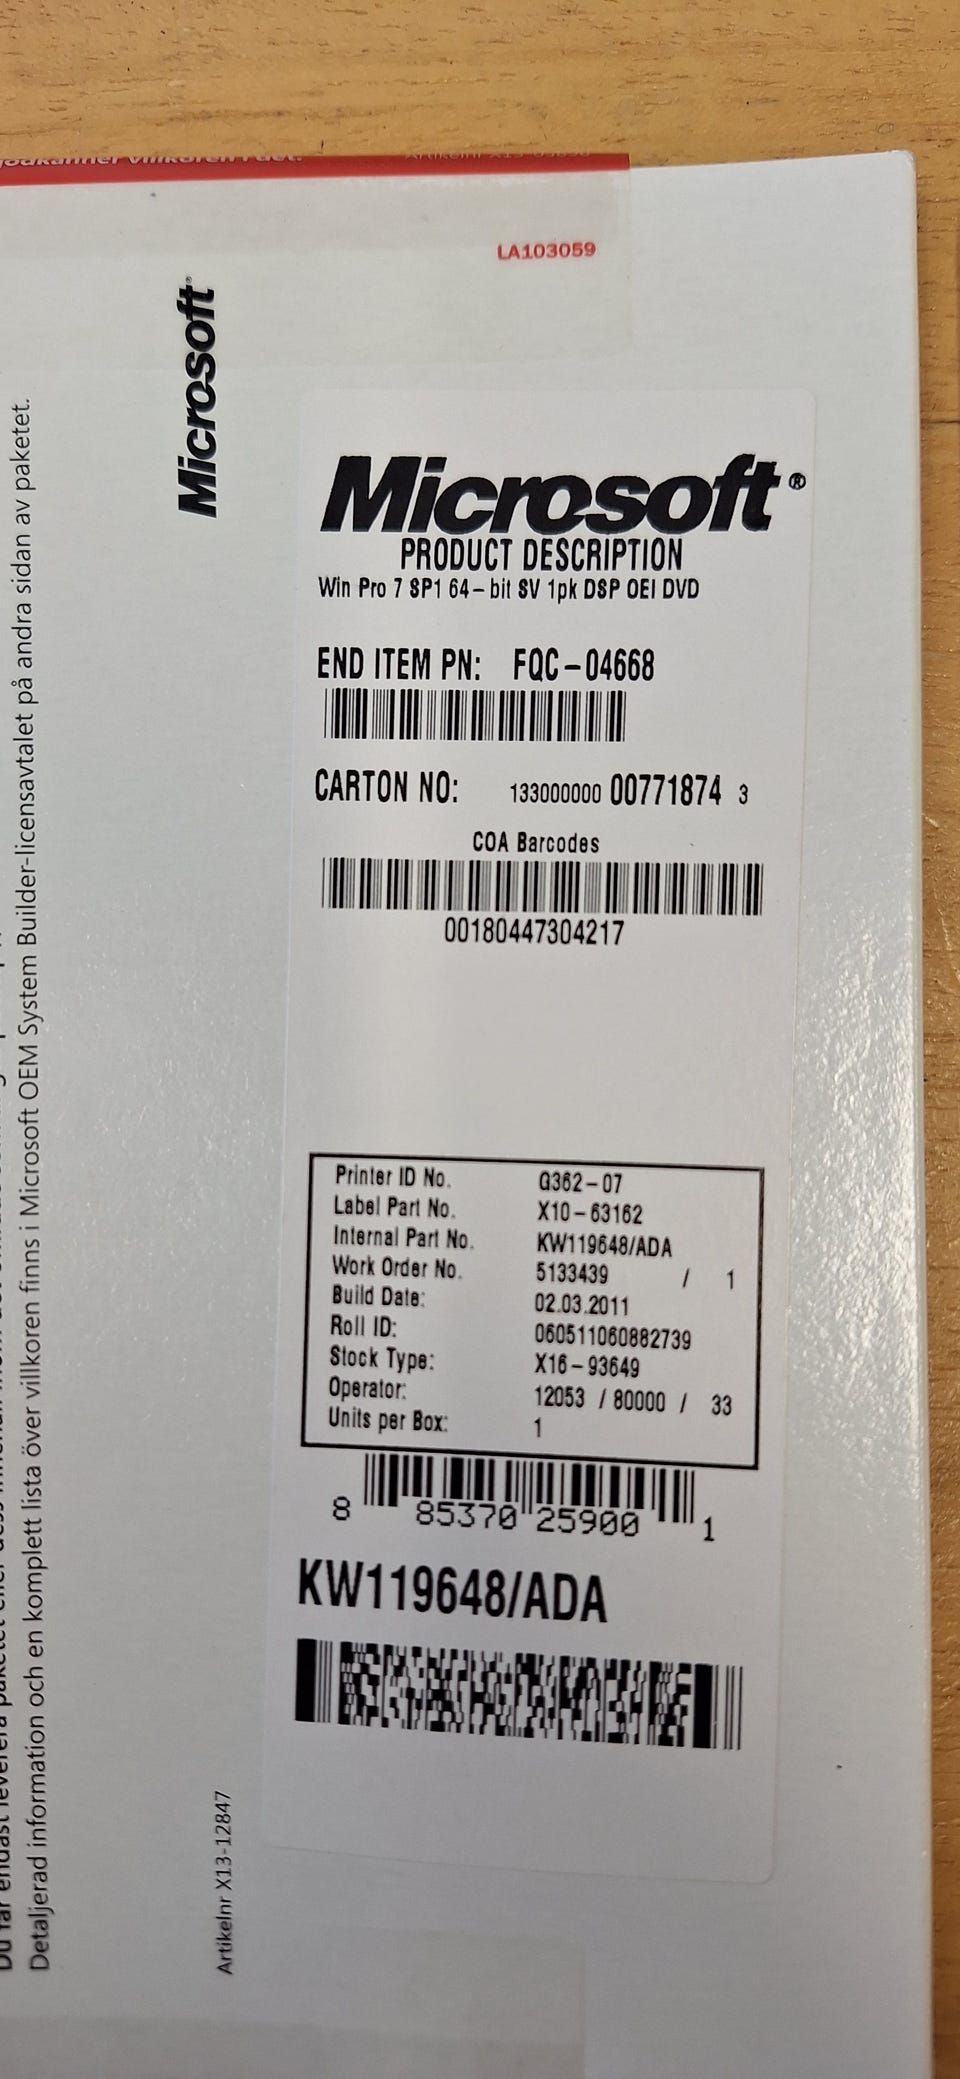 LA103059
Microsoft
Microsoft®
PRODUCT DESCRIPTION
Win Pro 7 SP1 64-bit SV 1pk DSP OEI DVD
END ITEM PN: FQC-04668
CARTON NO: 133000000 00771874 3
COA Barcodes
00180447304217
Printer ID No. G362-07
Label Part No. X10-63162
Internal Part No. KW119648/ADA
Work Order No. 5133439 / 1
Build Date: 02.03.2011
Roll ID: 060511060882739
Stock Type: X16-93649
Operator: 12053 / 80000 / 33
Units per Box: 1
8 85370 25900 1
KW119648/ADA
Detaljerad information och en komplett lista över villkoren finns i Microsoft OEM System Builder-licensavtalet på andra sidan av paketet.
Artikelnr X13-12847